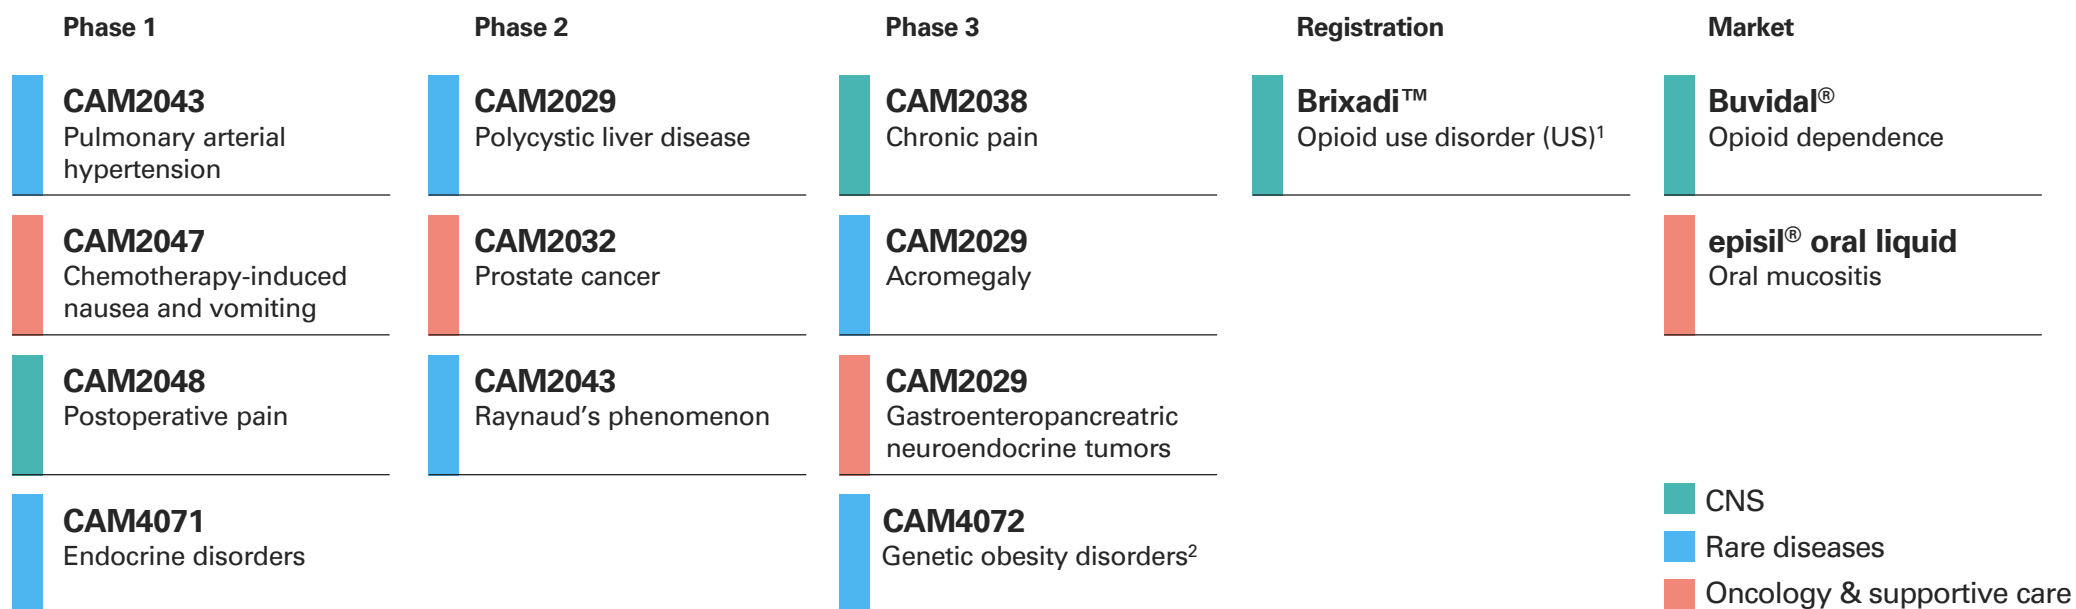 Phase 1
CAM2043
Pulmonary arterial
hypertension
CAM2047
Chemotherapy-induced
nausea and vomiting
CAM2048
Postoperative pain
CAM4071
Endocrine disorders
Phase 2
CAM2029
Polycystic liver disease
CAM2032
Prostate cancer
CAM2043
Raynaud’s phenomenon
Phase 3
CAM2038
Chronic pain
CAM2029
Acromegaly
CAM2029
Gastroenteropancreatric
neuroendocrine tumors
CAM4072
Genetic obesity disorders²
Registration
Brixadi™
Opioid use disorder (US)¹
Market
Buvidal®
Opioid dependence
episil® oral liquid
Oral mucositis
CNS
Rare diseases
Oncology & supportive care